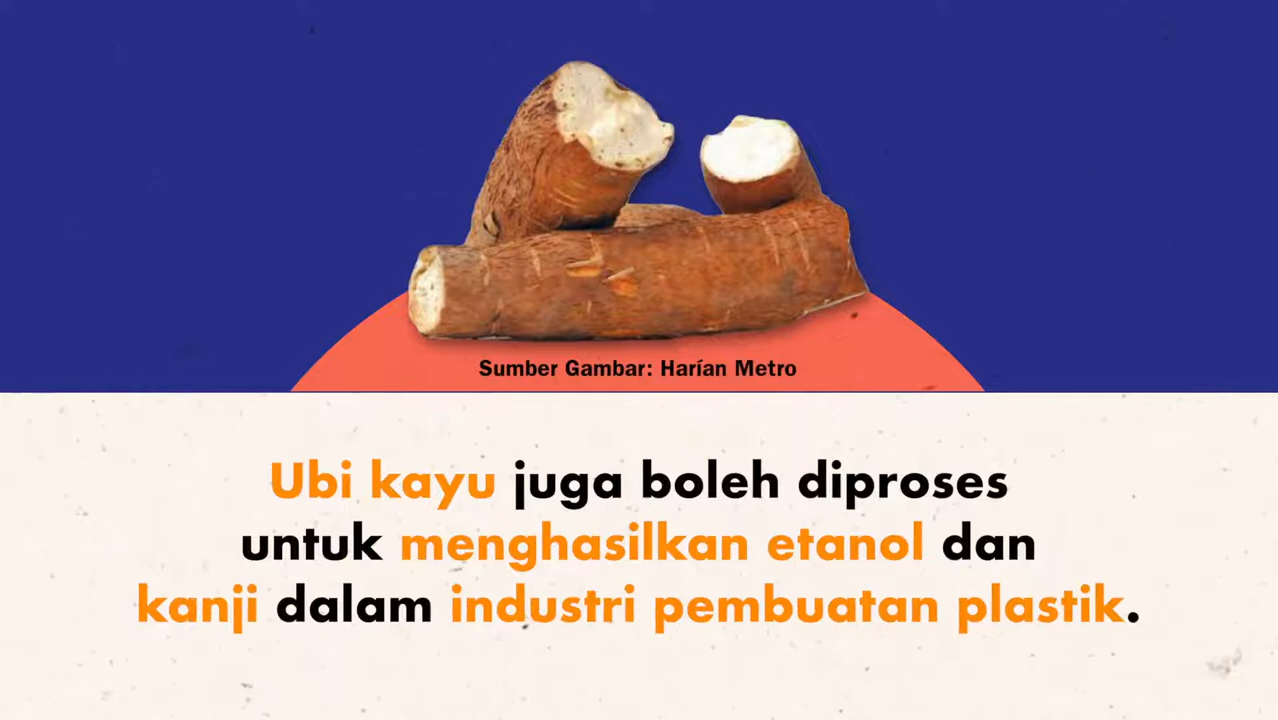 Sumber Gambar: Harían Metro
Ubi kayu juga boleh diproses
untuk menghasilkan etanol dan
kanji dalam industri pembuatan plastik.